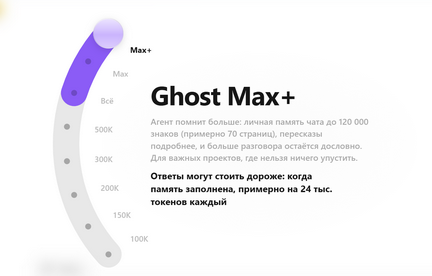 Max+
Max
Всё
500K
300K
200K
150K
100K
Ghost Max+
Агент помнит больше: личная память чата до 120 000
знаков (примерно 70 страниц), пересказы
подробнее, и больше разговора остаётся дословно.
Для важных проектов, где нельзя ничего упустить.
Ответы могут стоить дороже: когда
память заполнена, примерно на 24 тыс.
токенов каждый